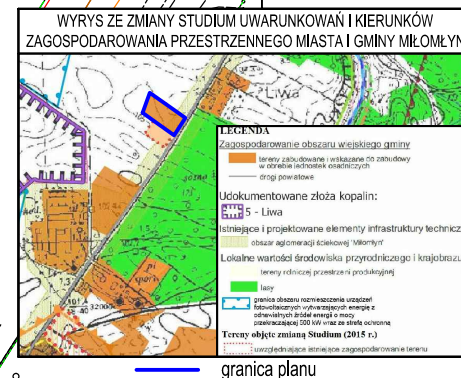 WYRYS ZE ZMIANY STUDIUM UWARUNKOWAŃ I KIERUNKÓW
ZAGOSPODAROWANIA PRZESTRZENNEGO MIASTA I GMINY MIŁOMŁYN
Liwa
LEGENDA
Zagospodarowanie obszaru wiejskiego gminy
tereny zabudowane i wskazane do zabudowy
w obrebie jednostek osadniczych
drogi powiatowe
Udokumentowane złoża kopalin:
5 - Liwa
Istniejące i projektowane elementy infrastruktury technicz
obszar aglomeracji ściekowej 'Miłomłyn'
Lokalne wartości środowiska przyrodniczego i krajobrazu
tereny rolniczej przestrzeni produkcyjnej
lasy
granica obszaru rozmieszczenia urządzeń
fotovoltaicznych wytwarzających energię z
odnawialnych źródeł energii o mocy
przekraczającej 500 kW wraz ze strefą ochronną
Tereny objęte zmianą Studium (2015 r.)
uwzględniające istniejące zagospodarowanie terenu
granica planu